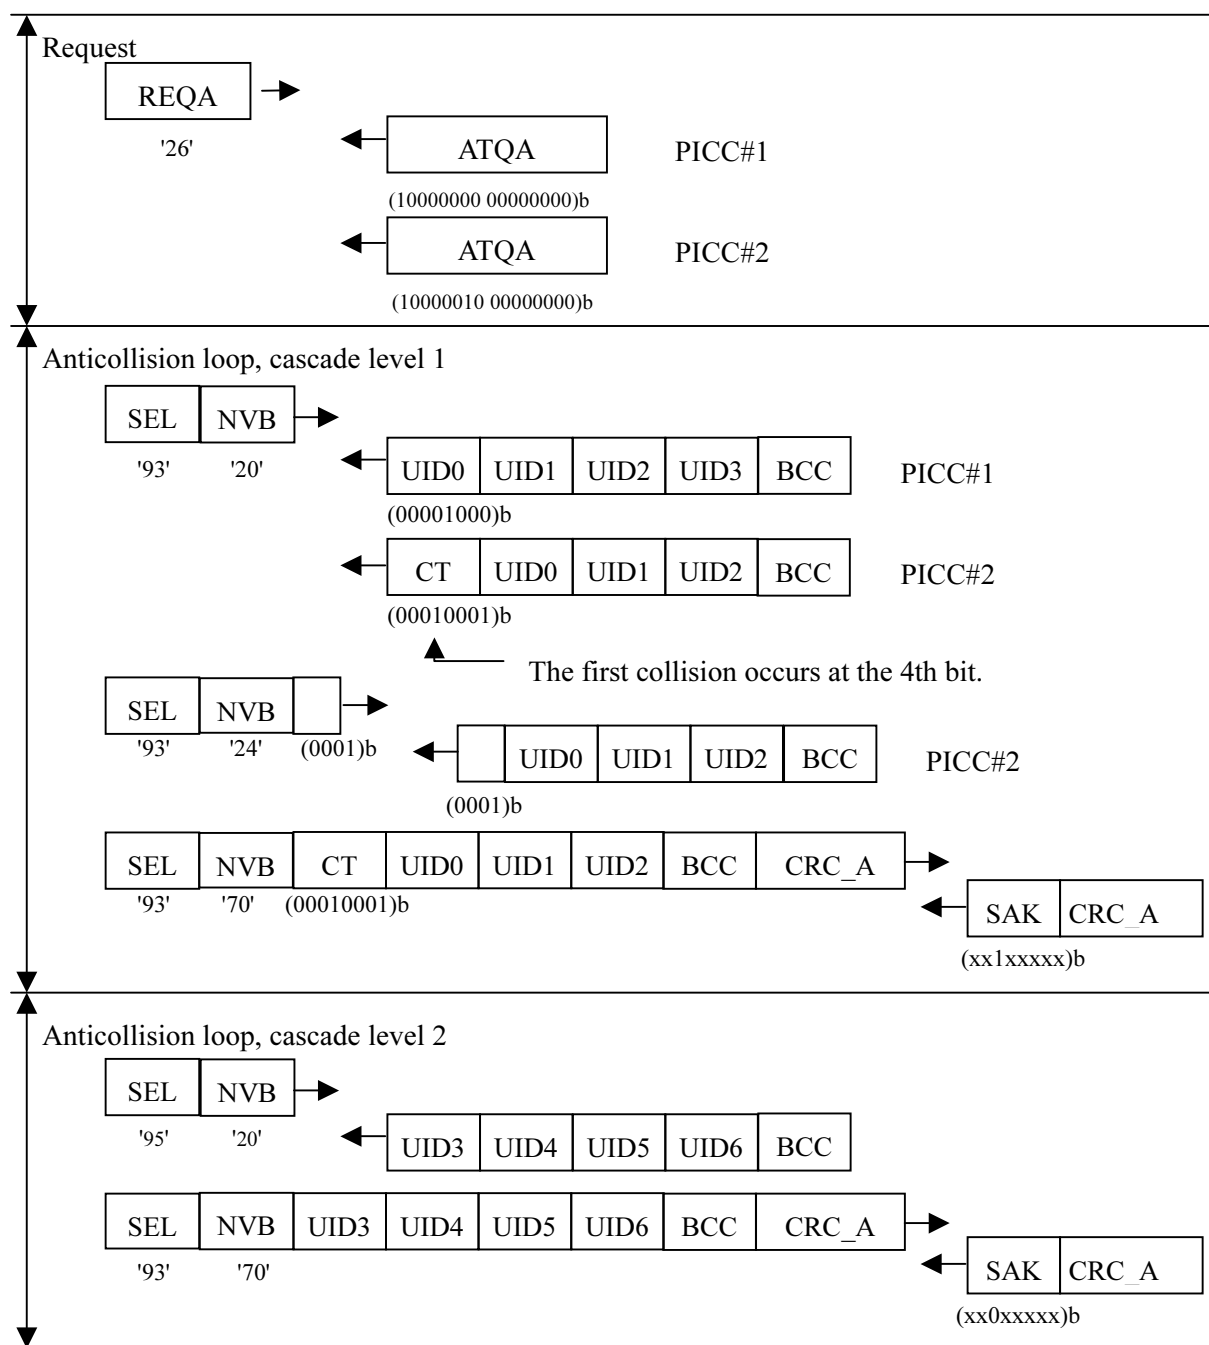 Request
REQA
'26'
ATQA PICC#1
(10000000 00000000)b
ATQA PICC#2
(10000010 00000000)b
Anticollision loop, cascade level 1
SEL NVB
'93' '20'
UID0 UID1 UID2 UID3 BCC PICC#1
(00001000)b
CT UID0 UID1 UID2 BCC PICC#2
(00010001)b
The first collision occurs at the 4th bit.
SEL NVB
'93' '24' (0001)b
UID0 UID1 UID2 BCC PICC#2
(0001)b
SEL NVB CT UID0 UID1 UID2 BCC CRC_A
'93' '70' (00010001)b
SAK CRC_A
(xx1xxxxx)b
Anticollision loop, cascade level 2
SEL NVB
'95' '20'
UID3 UID4 UID5 UID6 BCC
SEL NVB UID3 UID4 UID5 UID6 BCC CRC_A
'93' '70'
SAK CRC_A
(xx0xxxxx)b